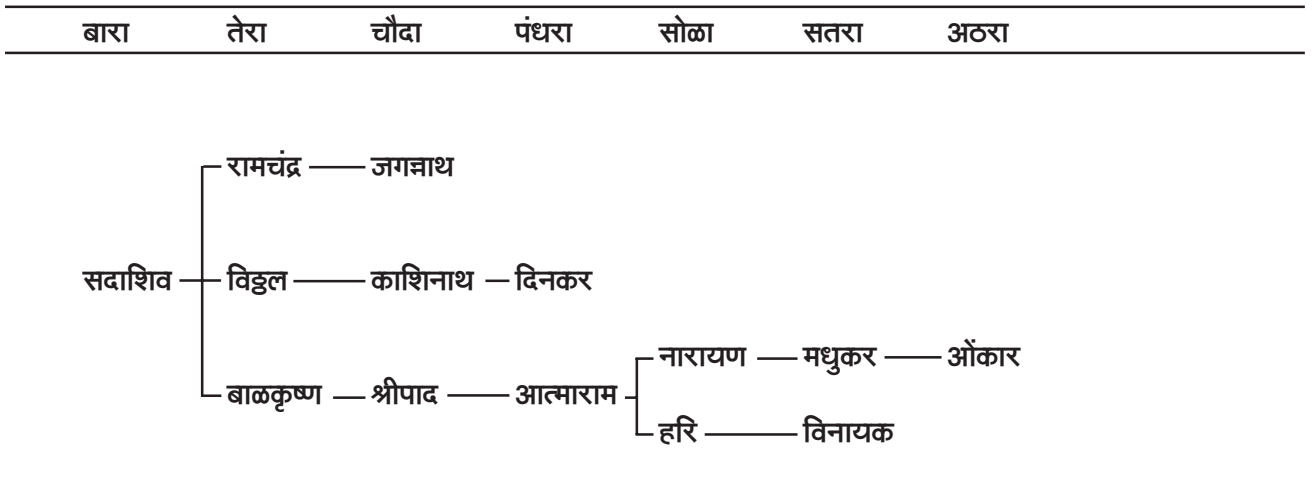 बारा तेरा चौदा पंधरा सोळा सतरा अठरा
रामचंद्र जगन्नाथ
सदाशिव विठ्ठल काशिनाथ दिनकर
नारायण मधुकर ओंकार
बाळकृष्ण श्रीपाद आत्माराम
हरि विनायक